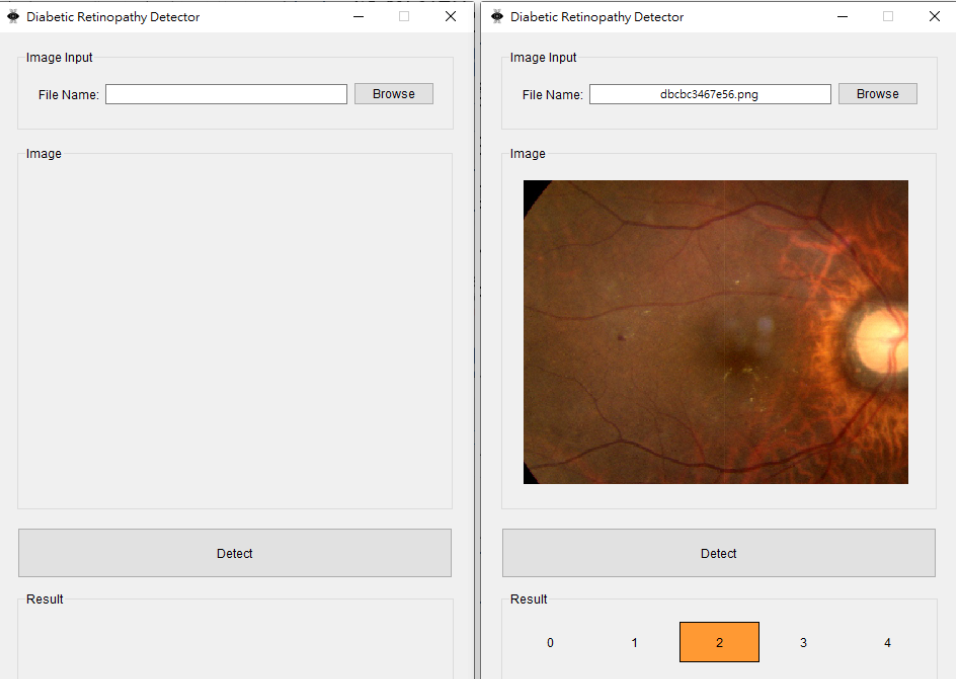 Diabetic Retinopathy Detector
Image Input
File Name:
Browse
Image
Detect
Result
Diabetic Retinopathy Detector
Image Input
File Name:
dbcbc3467e56.png
Browse
Image
Detect
Result
0 1 2 3 4